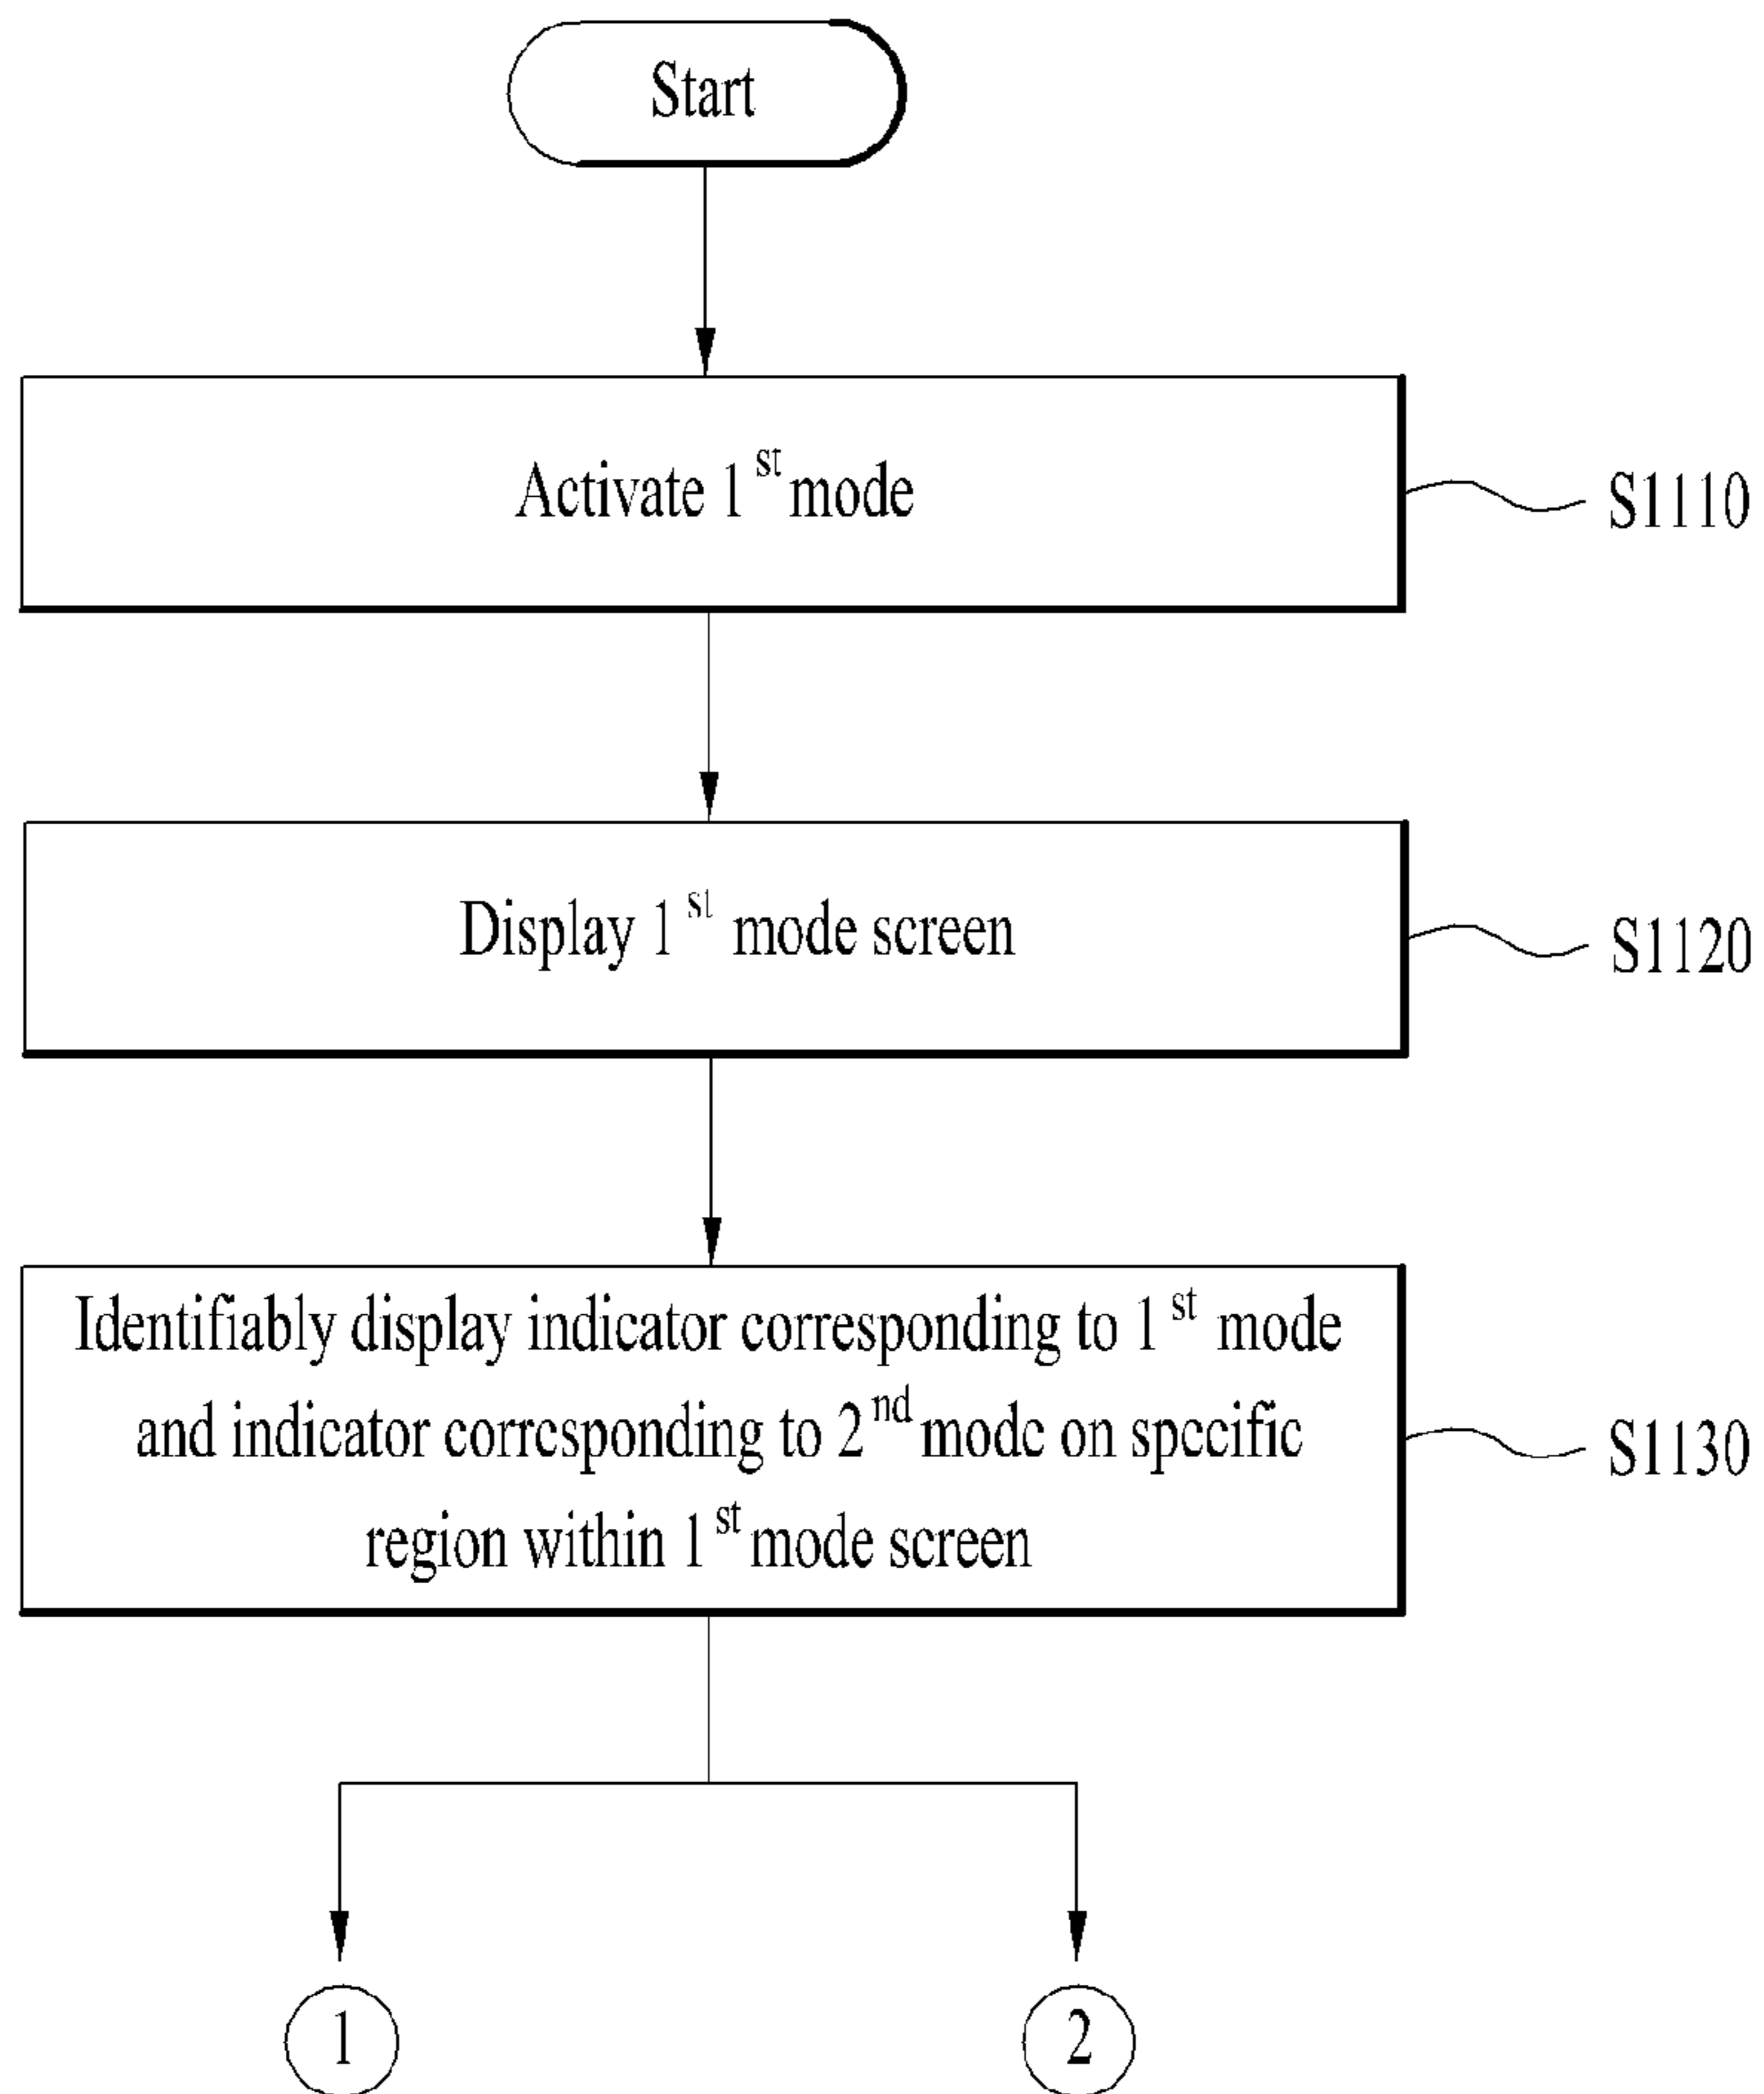 Start
Activate 1st mode
S1110
Display 1st mode screen
S1120
Identifiably display indicator corresponding to 1st mode
and indicator corresponding to 2nd mode on specific
region within 1st mode screen
S1130
1
2